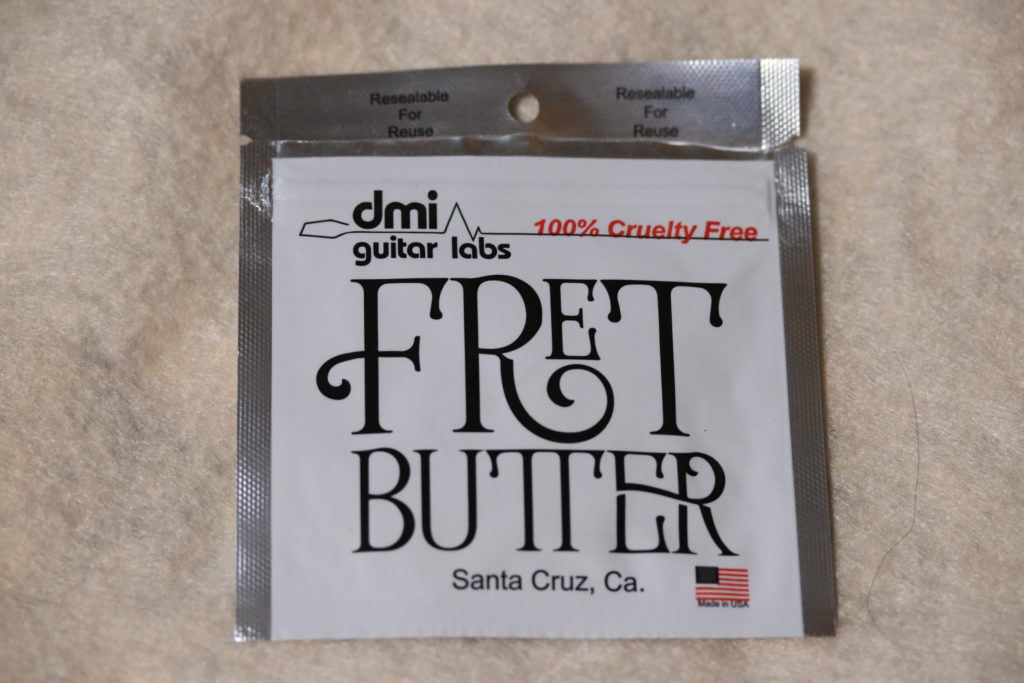 Resealable
For
Reuse
Resealable
For
Reuse
dmi
guitar labs
100% Cruelty Free
FRET
BUTTER
Santa Cruz, Ca.
Made in USA